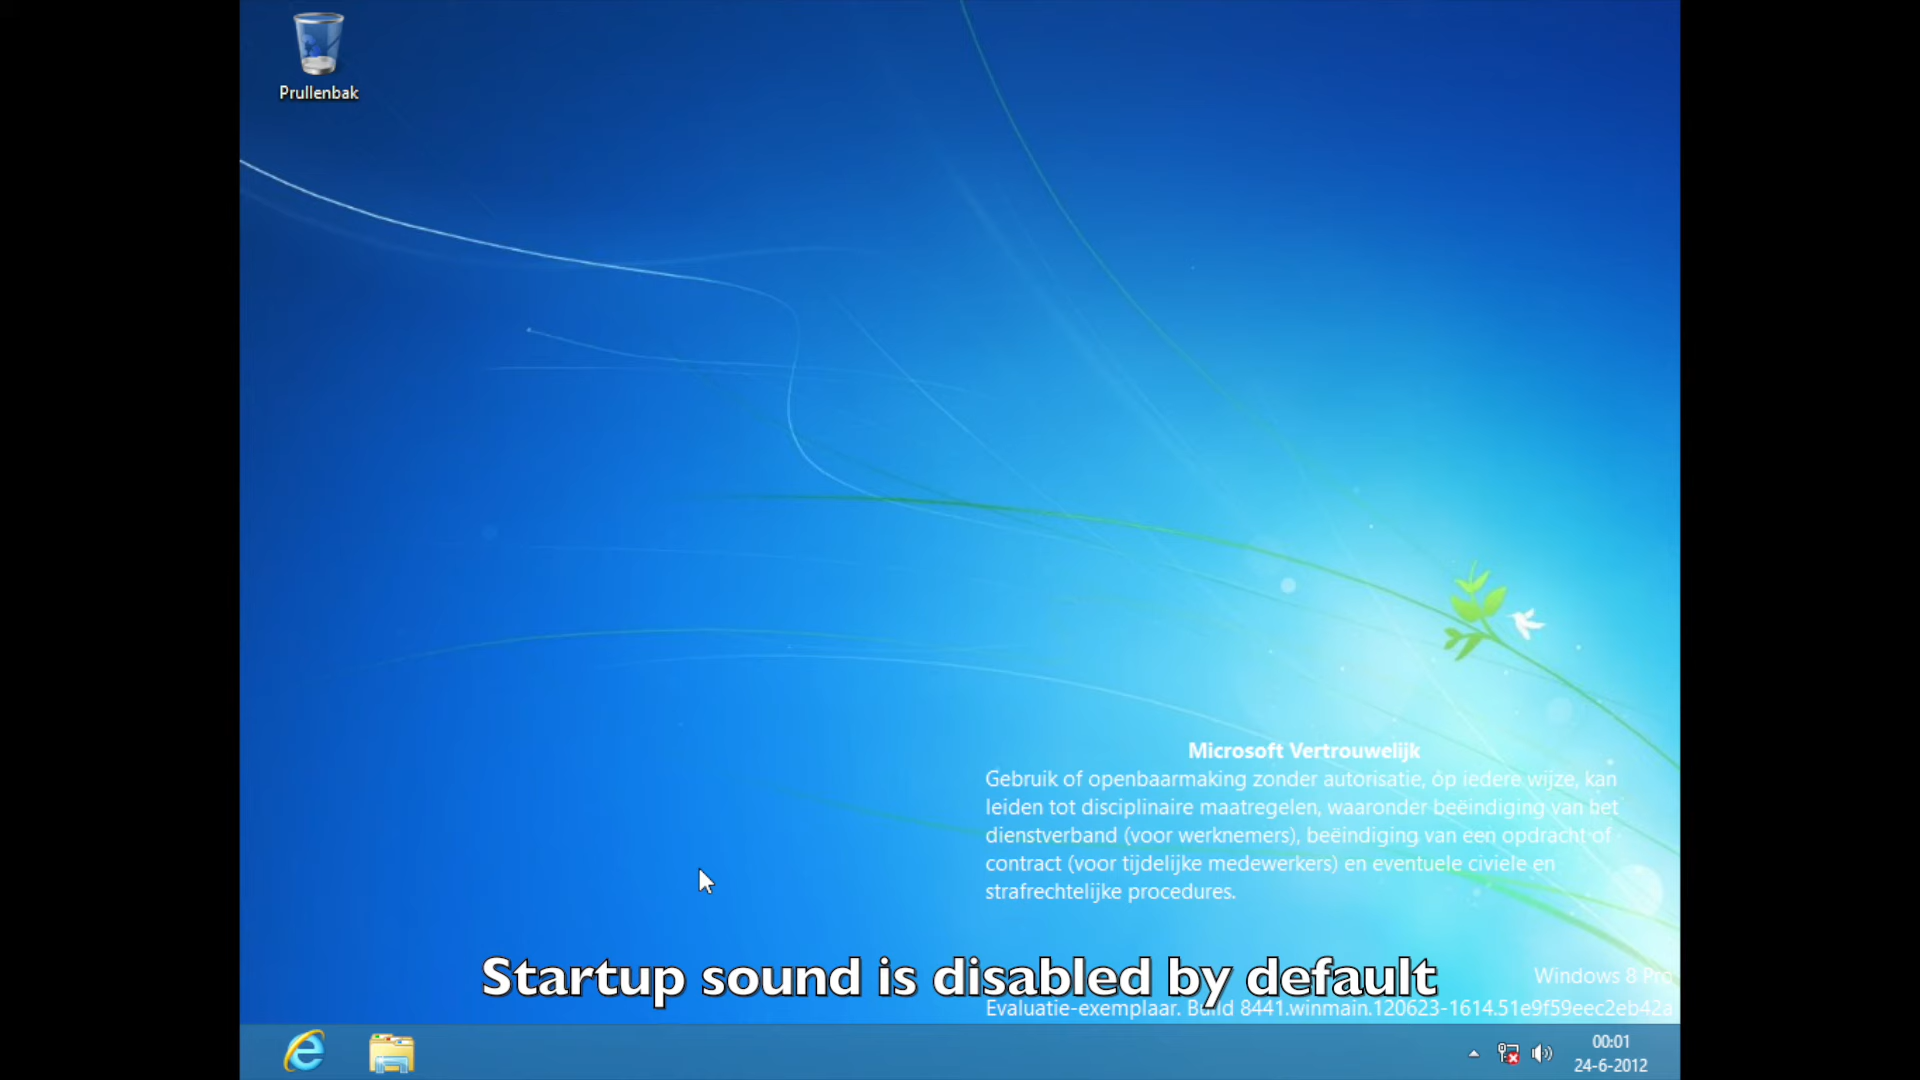 Prullenbak
Microsoft Vertrouwelijk
Gebruik of openbaarmaking zonder autorisatie, op iedere wijze, kan
leiden tot disciplinaire maatregelen, waaronder beëindiging van het
dienstverband (voor werknemers), beëindiging van een opdracht of
contract (voor tijdelijke medewerkers) en eventuele civiele en
strafrechtelijke procedures.
Startup sound is disabled by default
Windows 8 Pro
Evaluatie-exemplaar. Build 8441.winmain.120623-1614.51e9f59eec2eb42a
00:01
24-6-2012